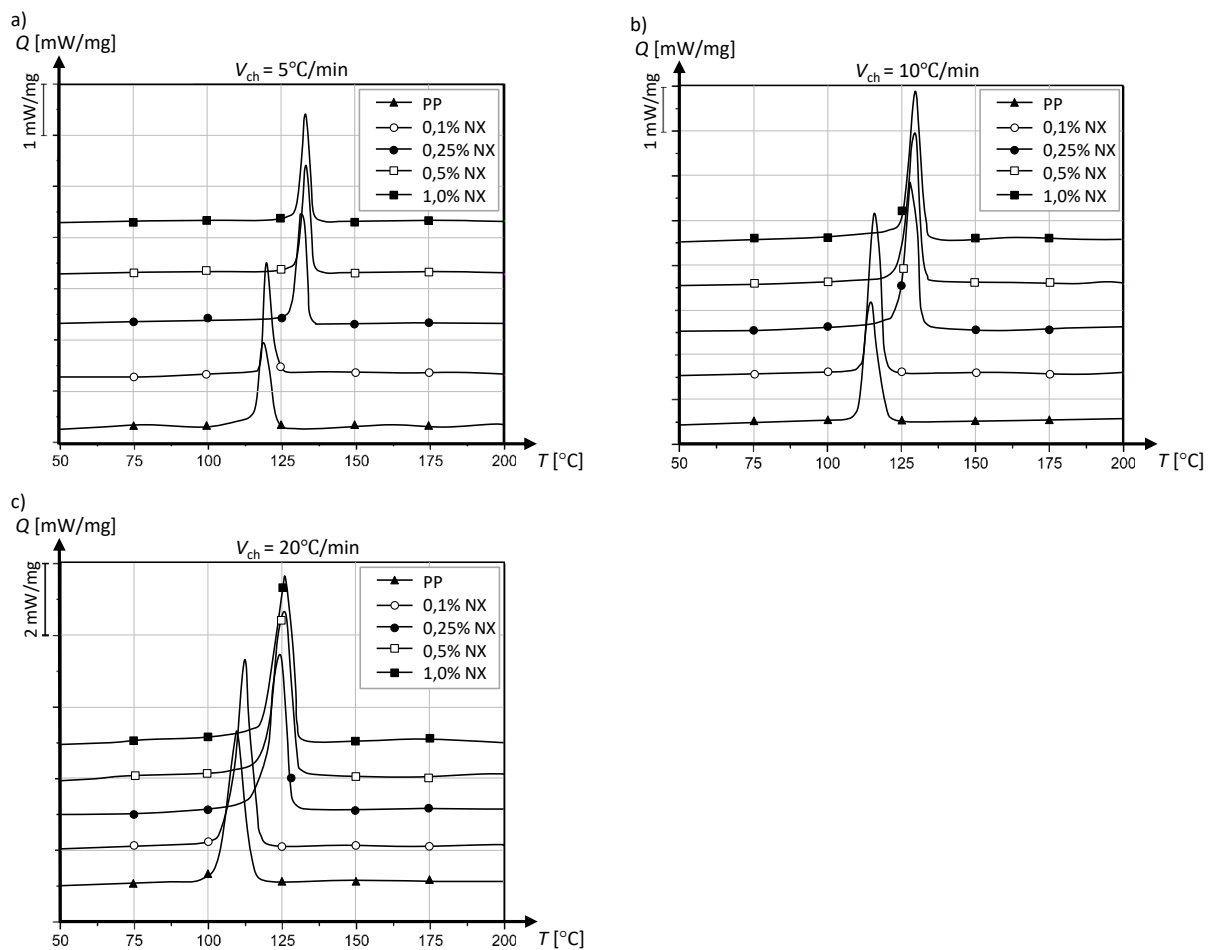 a)
Q [mW/mg]
V_ch = 5°C/min
1 mW/mg
PP
0,1% NX
0,25% NX
0,5% NX
1,0% NX
50 75 100 125 150 175 200 T [°C]
b)
Q [mW/mg]
V_ch = 10°C/min
1 mW/mg
PP
0,1% NX
0,25% NX
0,5% NX
1,0% NX
50 75 100 125 150 175 200 T [°C]
c)
Q [mW/mg]
V_ch = 20°C/min
2 mW/mg
PP
0,1% NX
0,25% NX
0,5% NX
1,0% NX
50 75 100 125 150 175 200 T [°C]